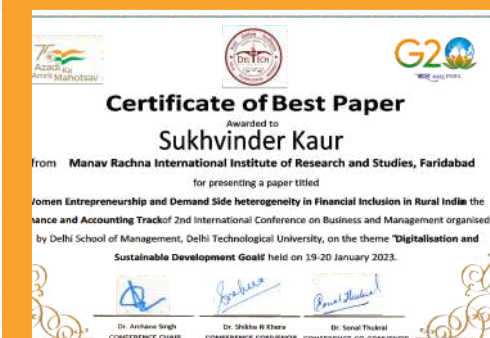 75
Azadi Ka
Amrit Mahotsav
DELTECH
G20
Certificate of Best Paper
Awarded to
Sukhvinder Kaur
from Manav Rachna International Institute of Research and Studies, Faridabad
for presenting a paper titled
Women Entrepreneurship and Demand Side heterogeneity in Financial Inclusion in Rural India the
nance and Accounting Track of 2nd International Conference on Business and Management organised
by Delhi School of Management, Delhi Technological University, on the theme "Digitalisation and
Sustainable Development Goals" held on 19-20 January 2023.
Dr. Archana Singh Dr. Shikha N Khera Dr. Sonal Thukral
CONFERENCE CHAIR CONFERENCE CONVENOR CONFERENCE CO-CONVENOR